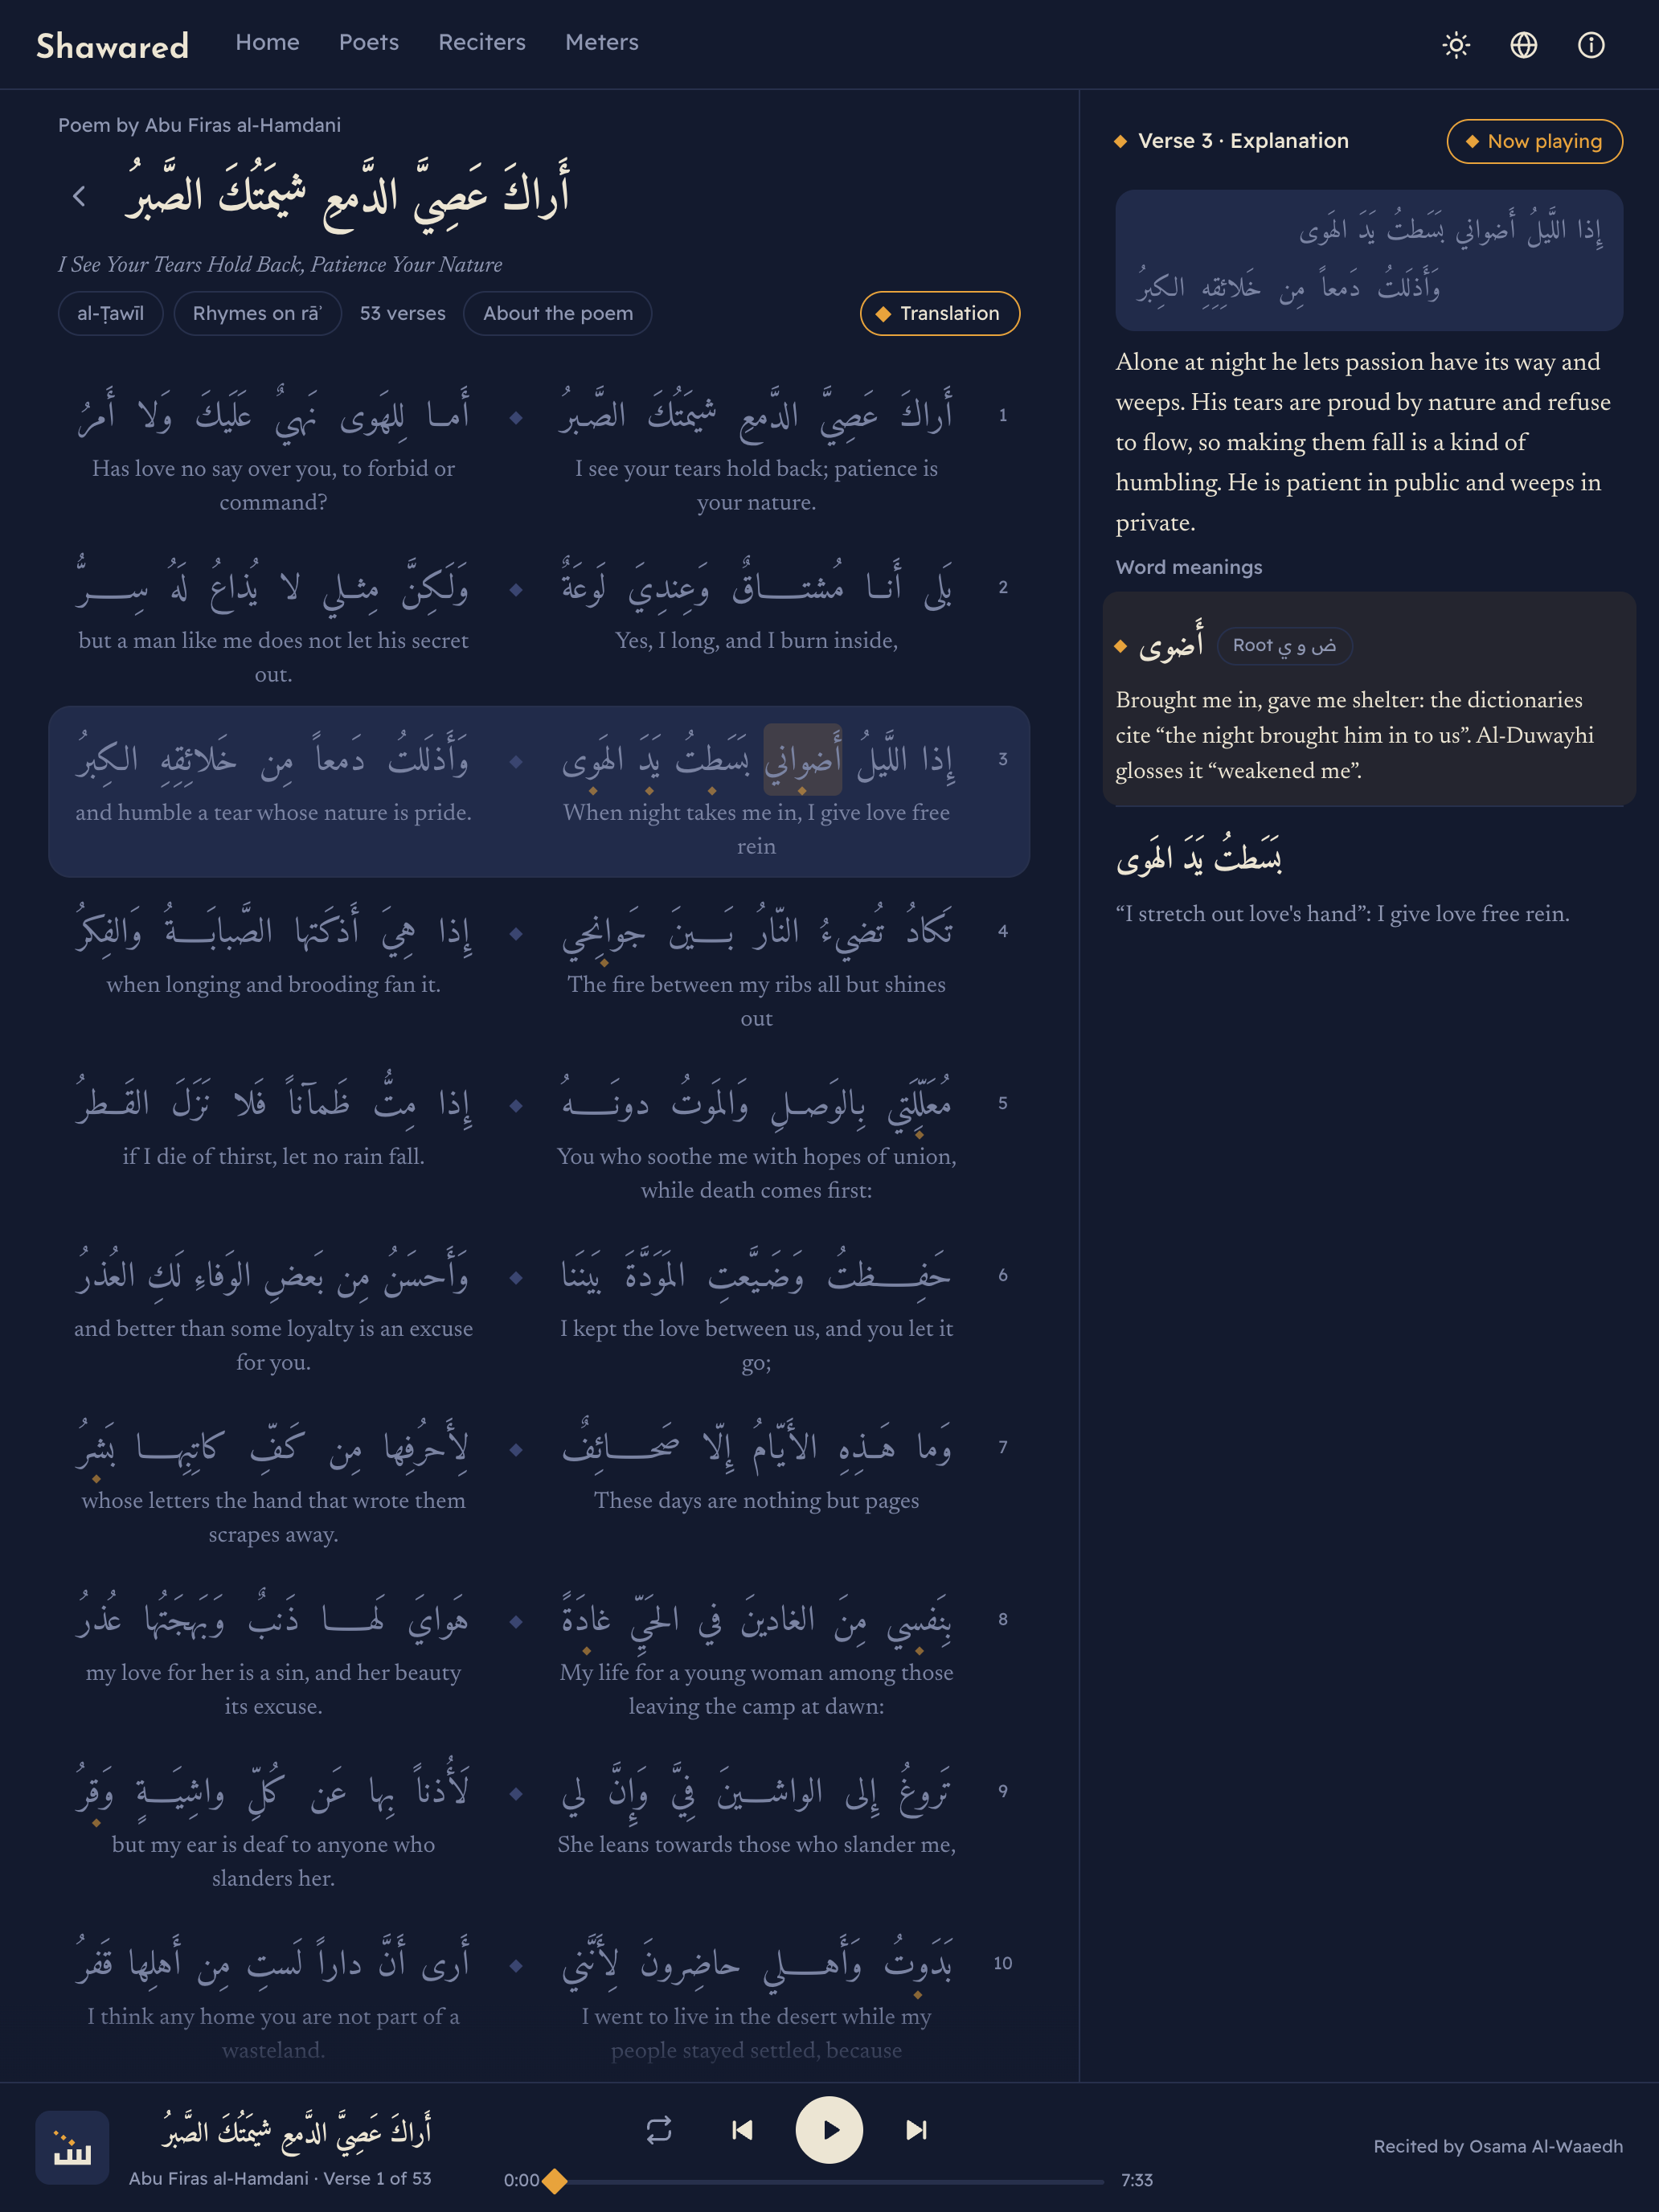 Shawared
Home Poets Reciters Meters
Poem by Abu Firas al-Hamdani
أَراكَ عَصِيَّ الدَّمعِ شيمَتُكَ الصَّبرُ
I See Your Tears Hold Back, Patience Your Nature
al-Ṭawīl Rhymes on rāʾ 53 verses About the poem Translation
1 أَراكَ عَصِيَّ الدَّمعِ شيمَتُكَ الصَّبرُ أَما لِلهَوى نَهيٌ عَلَيكَ وَلا أَمرُ
I see your tears hold back; patience is
your nature.
Has love no say over you, to forbid or
command?
2 بَلى أَنا مُشتاقٌ وَعِندِيَ لَوعَةٌ وَلَكِنَّ مِثلي لا يُذاعُ لَهُ سِرُّ
Yes, I long, and I burn inside,
but a man like me does not let his secret
out.
3 إِذا اللَّيلُ أَضواني بَسَطتُ يَدَ الهَوى وَأَذلَلتُ دَمعاً مِن خَلائِقِهِ الكِبرُ
When night takes me in, I give love free
rein
and humble a tear whose nature is pride.
4 تَكادُ تُضيءُ النّارُ بَينَ جَوانِحي إِذا هِيَ أَذكَتها الصَّبابَةُ وَالفِكرُ
The fire between my ribs all but shines
out
when longing and brooding fan it.
5 مُعَلِّلَتي بِالوَصلِ وَالمَوتُ دونَهُ إِذا مِتُّ ظَمآناً فَلا نَزَلَ القَطرُ
You who soothe me with hopes of union,
while death comes first:
if I die of thirst, let no rain fall.
6 حَفِظتُ وَضَيَّعتِ المَوَدَّةَ بَينَنا وَأَحسَنُ مِن بَعضِ الوَفاءِ لَكِ العُذرُ
I kept the love between us, and you let it
go;
and better than some loyalty is an excuse
for you.
7 وَما هَذِهِ الأَيّامُ إِلّا صَحائِفٌ لِأَحرُفِها مِن كَفِّ كاتِبِها بَشرُ
These days are nothing but pages
whose letters the hand that wrote them
scrapes away.
8 بِنَفسي مِنَ الغادينَ في الحَيِّ غادَةً هَوايَ لَها ذَنبٌ وَبَهجَتُها عُذرُ
My life for a young woman among those
leaving the camp at dawn:
my love for her is a sin, and her beauty
its excuse.
9 تَروغُ إِلى الواشينَ فِيَّ وَإِنَّ لي لَأُذناً بِها عَن كُلِّ واشِيَةٍ وَقرُ
She leans towards those who slander me,
but my ear is deaf to anyone who
slanders her.
10 بَدَوتُ وَأَهلي حاضِرونَ لِأَنَّني أَرى أَنَّ داراً لَستِ مِن أَهلِها قَفرُ
I went to live in the desert while my
people stayed settled, because
I think any home you are not part of a
wasteland.
Verse 3 · Explanation Now playing
إِذا اللَّيلُ أَضواني بَسَطتُ يَدَ الهَوى
وَأَذلَلتُ دَمعاً مِن خَلائِقِهِ الكِبرُ
Alone at night he lets passion have its way and
weeps. His tears are proud by nature and refuse
to flow, so making them fall is a kind of
humbling. He is patient in public and weeps in
private.
Word meanings
أَضوى Root ض و ي
Brought me in, gave me shelter: the dictionaries
cite “the night brought him in to us”. Al-Duwayhi
glosses it “weakened me”.
بَسَطتُ يَدَ الهَوى
“I stretch out love's hand”: I give love free rein.
أَراكَ عَصِيَّ الدَّمعِ شيمَتُكَ الصَّبرُ
Abu Firas al-Hamdani · Verse 1 of 53
0:00 7:33
Recited by Osama Al-Waaedh